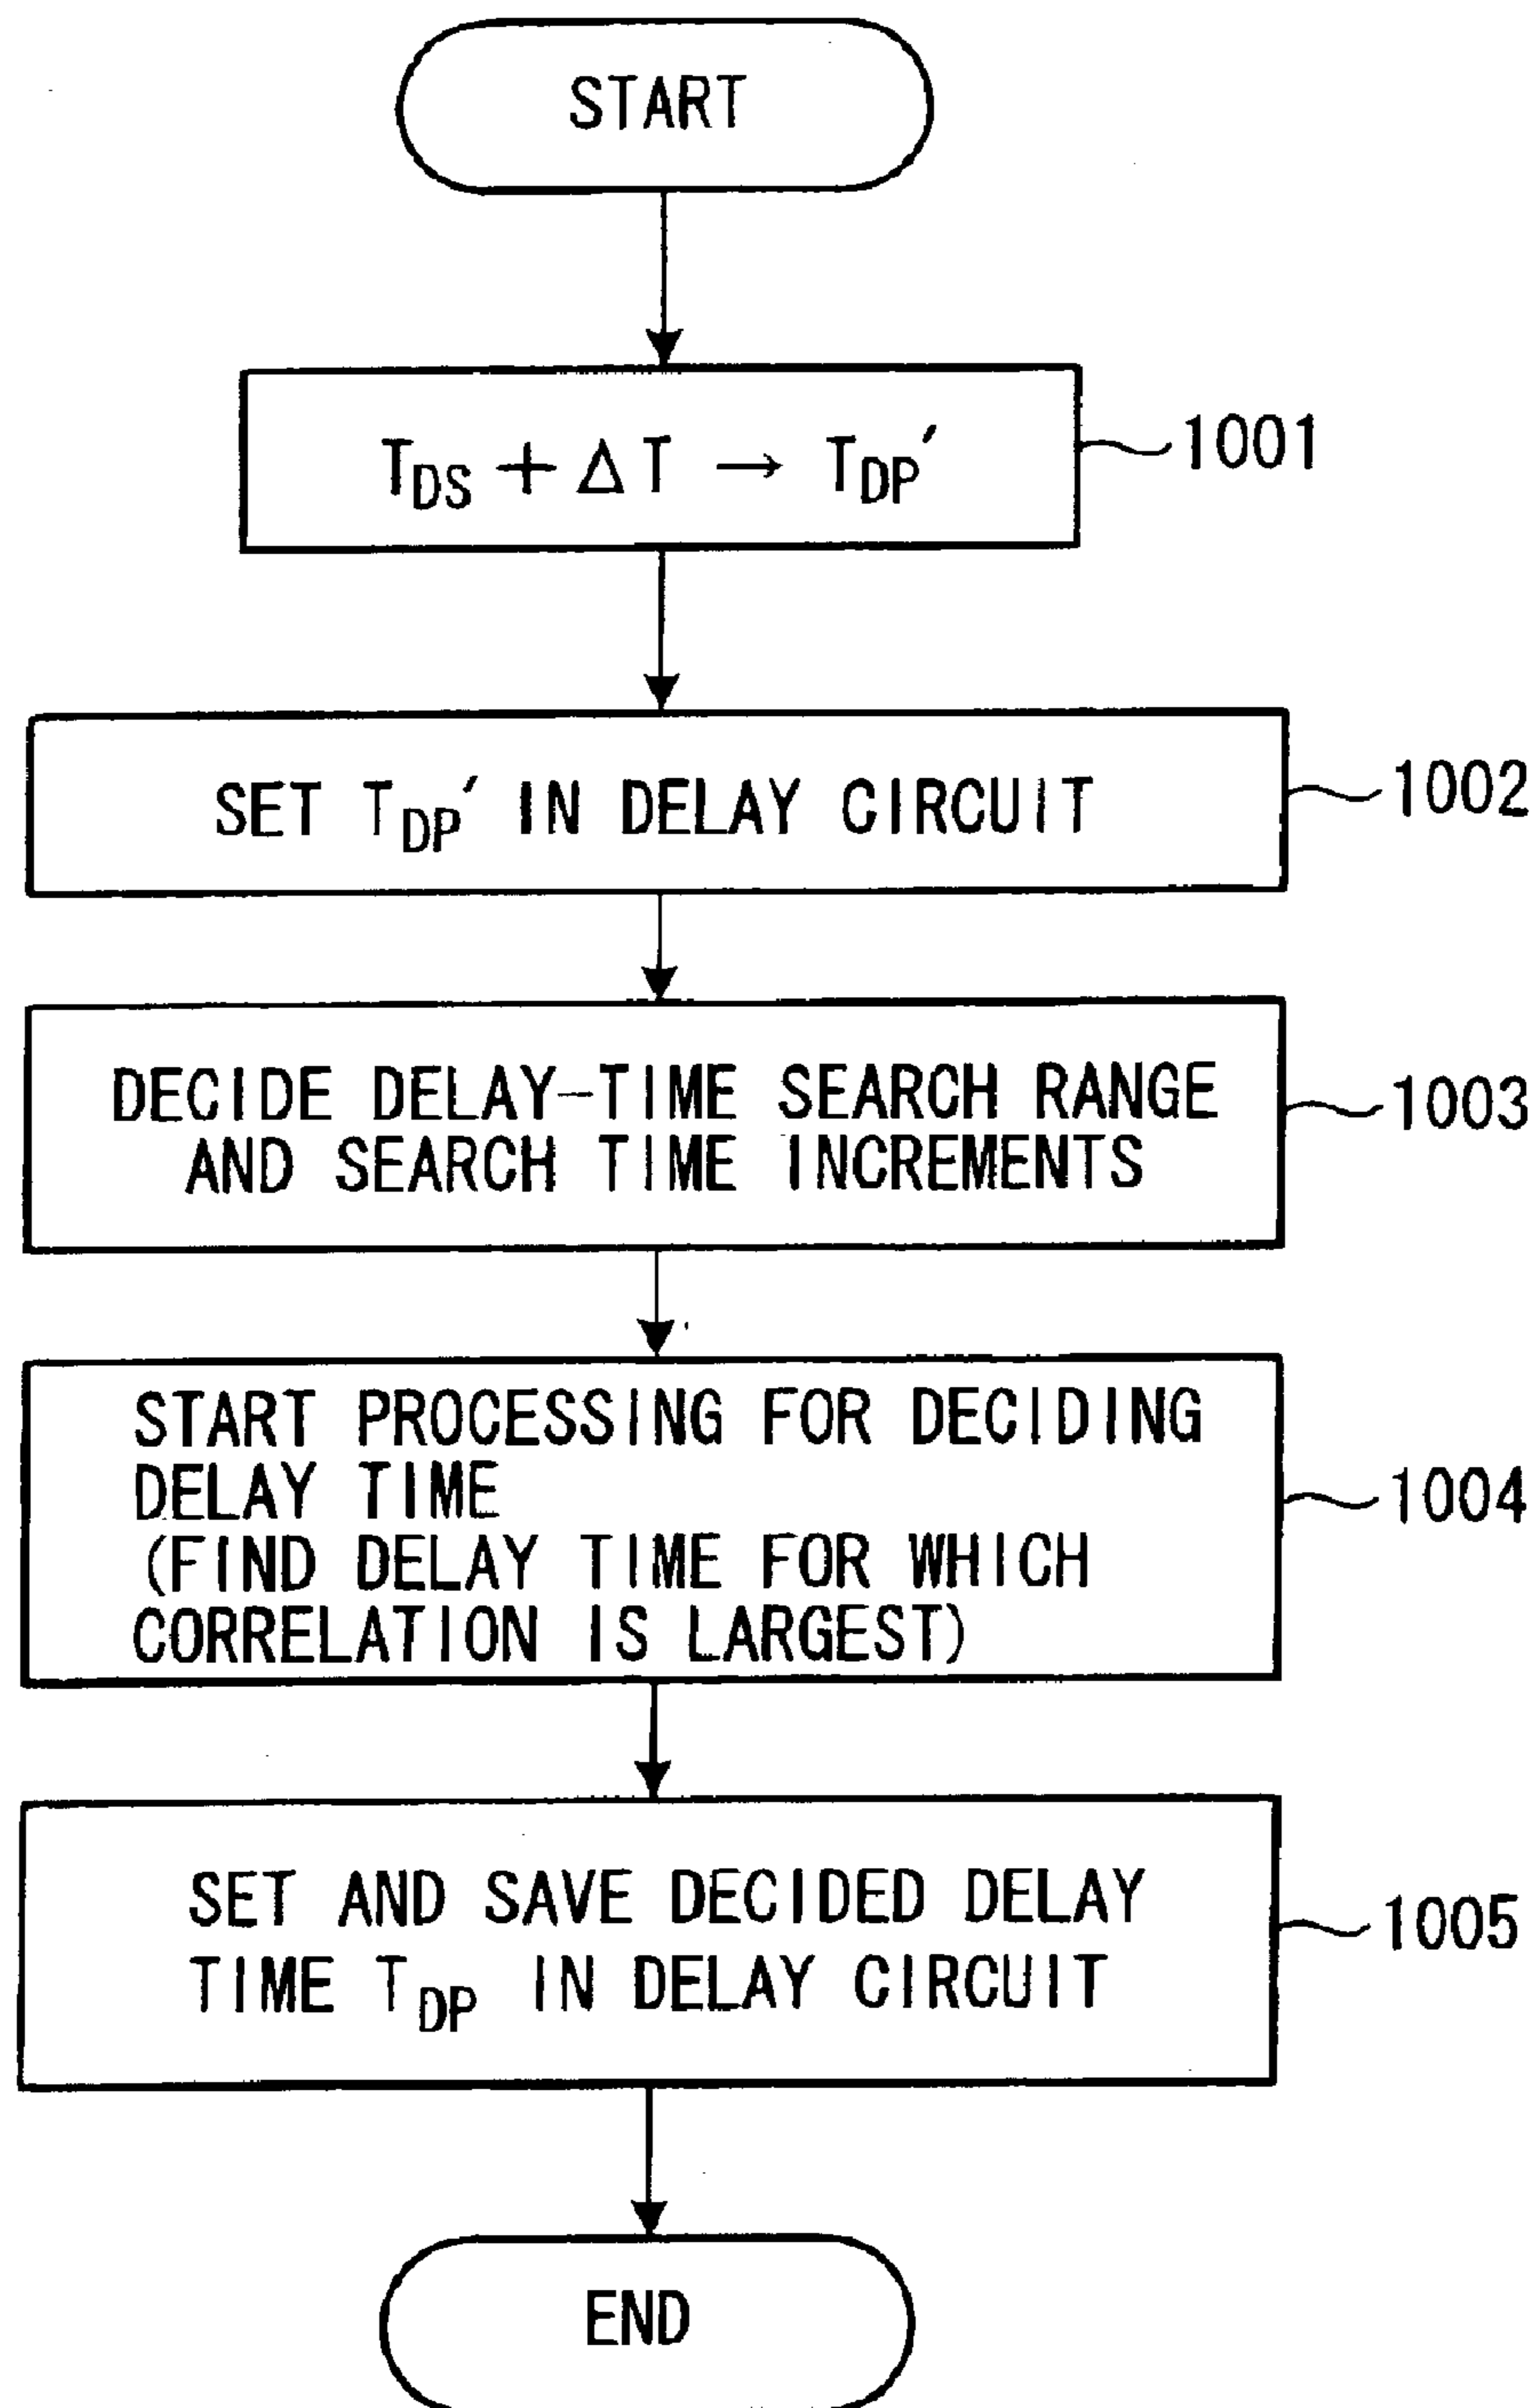 START
T_DS + ΔT → T_DP′
1001
SET T_DP′ IN DELAY CIRCUIT
1002
DECIDE DELAY-TIME SEARCH RANGE
AND SEARCH TIME INCREMENTS
1003
START PROCESSING FOR DECIDING
DELAY TIME
(FIND DELAY TIME FOR WHICH
CORRELATION IS LARGEST)
1004
SET AND SAVE DECIDED DELAY
TIME T_DP IN DELAY CIRCUIT
1005
END